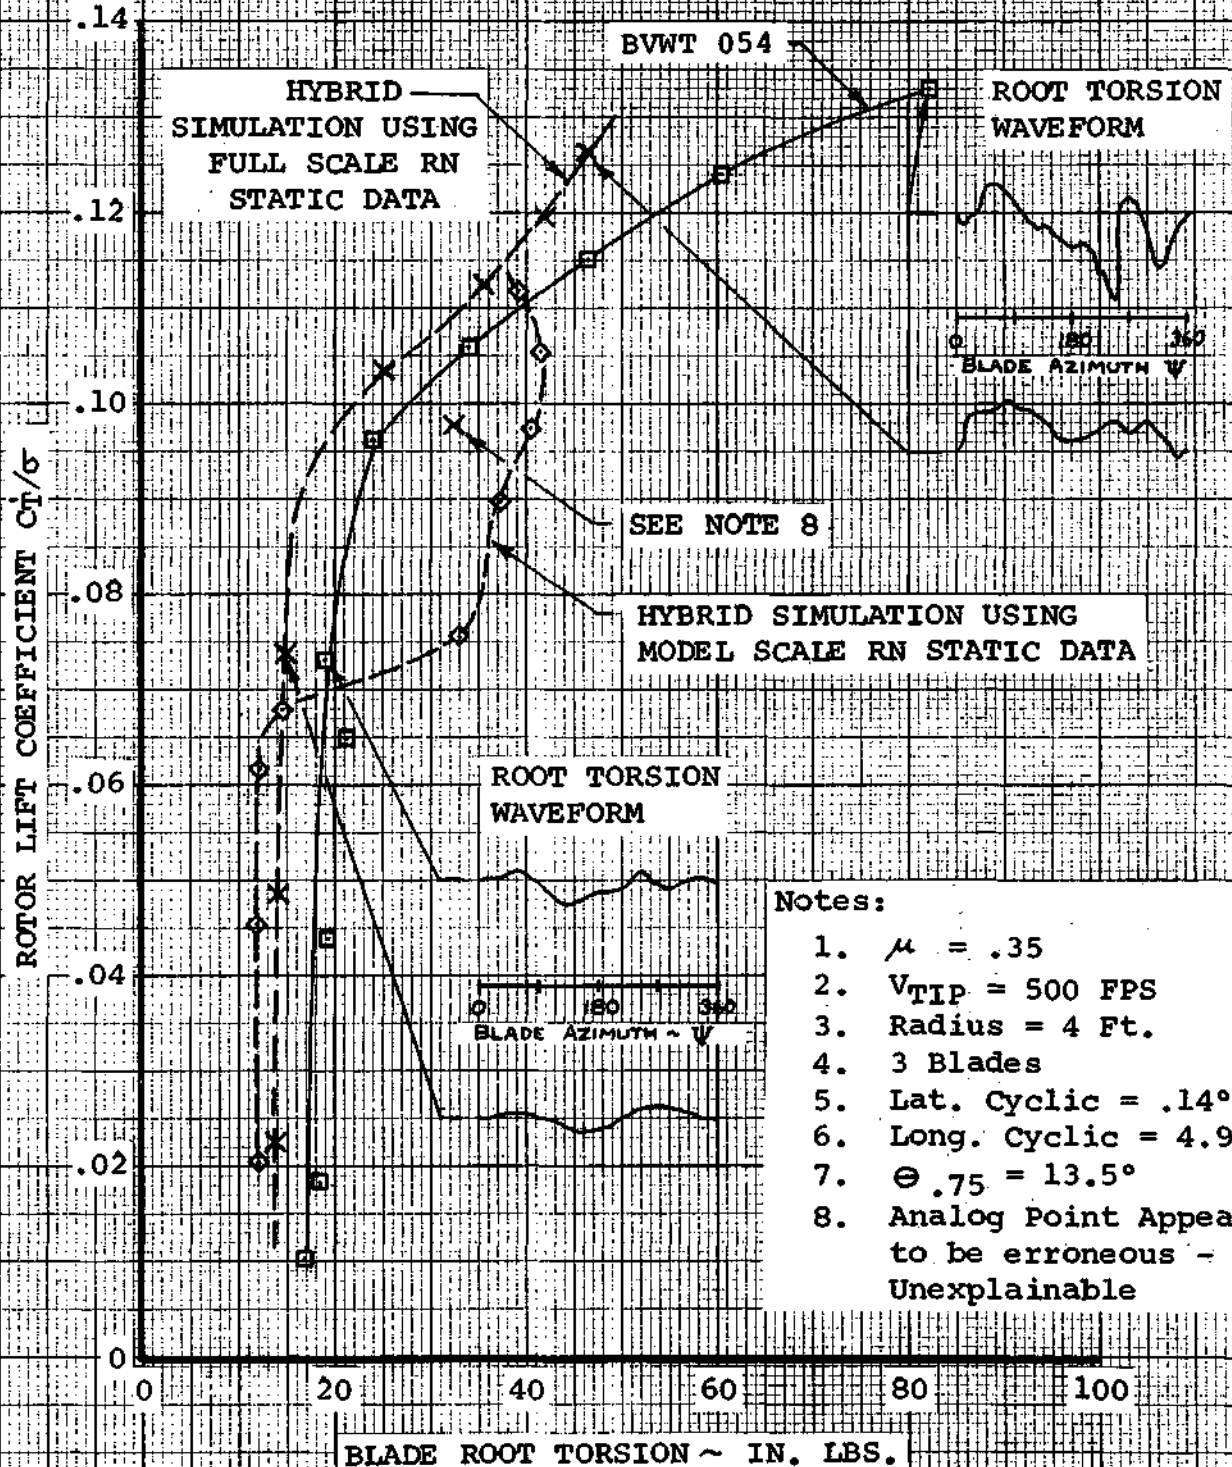 .14
BVWT 054
HYBRID
SIMULATION USING
FULL SCALE RN
STATIC DATA
ROOT TORSION
WAVEFORM
.12
0 180 360
BLADE AZIMUTH Ψ
.10
SEE NOTE 8
.08
HYBRID SIMULATION USING
MODEL SCALE RN STATIC DATA
ROTOR LIFT COEFFICIENT CT/σ
.06
ROOT TORSION
WAVEFORM
0 180 360
BLADE AZIMUTH ~ Ψ
.04
.02
0
Notes:
1. μ = .35
2. VTIP = 500 FPS
3. Radius = 4 Ft.
4. 3 Blades
5. Lat. Cyclic = .14°
6. Long. Cyclic = 4.9
7. Θ.75 = 13.5°
8. Analog Point Appea
to be erroneous -
Unexplainable
0 20 40 60 80 100
BLADE ROOT TORSION ~ IN. LBS.